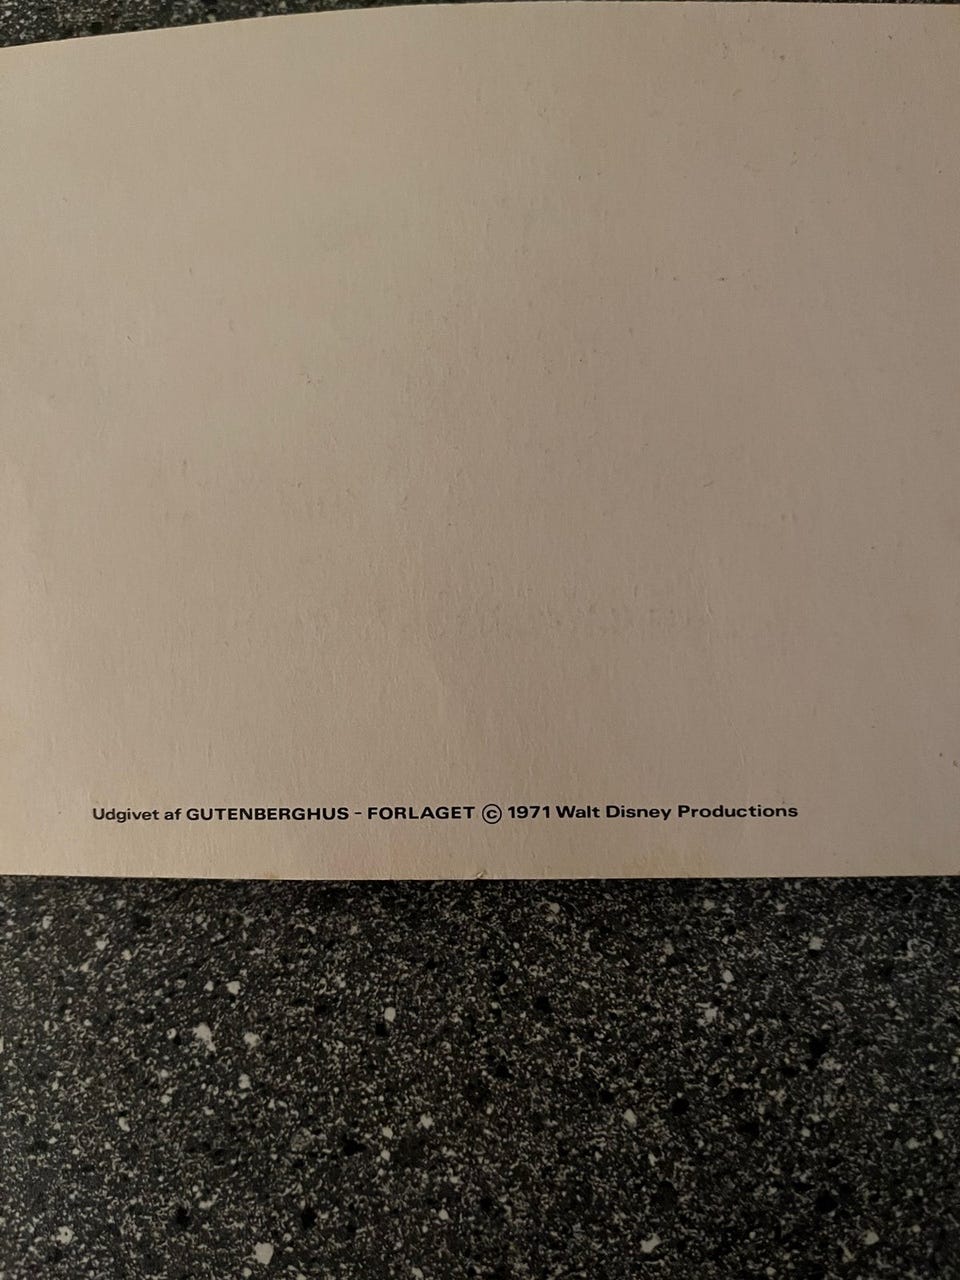 Udgivet af GUTENBERGHUS - FORLAGET © 1971 Walt Disney Productions